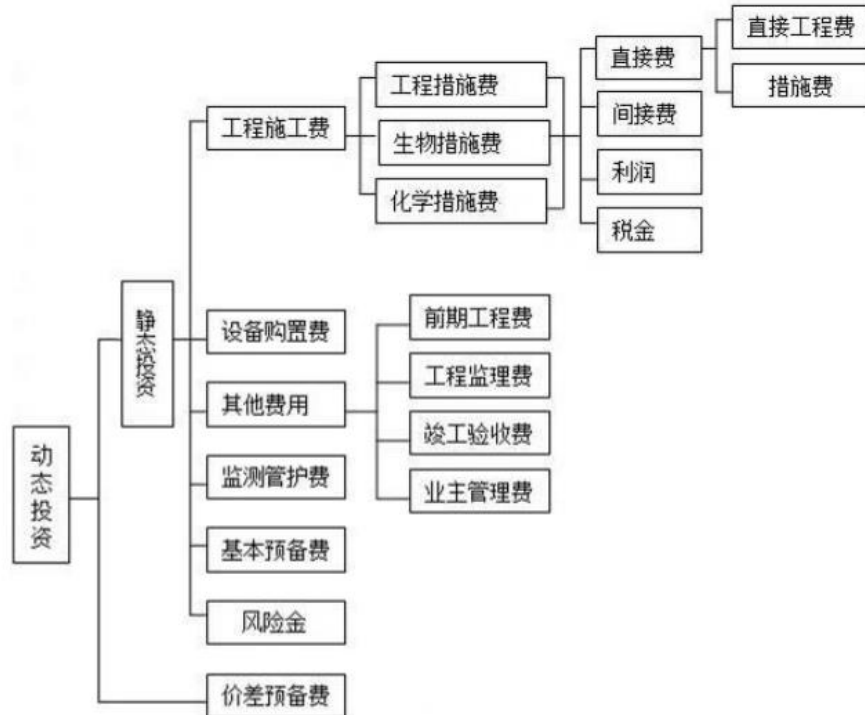 直接工程费
直接费
措施费
工程措施费
工程施工费
间接费
生物措施费
利润
化学措施费
税金
静态投资
前期工程费
设备购置费
工程监理费
其他费用
竣工验收费
动态投资
监测管护费
业主管理费
基本预备费
风险金
价差预备费